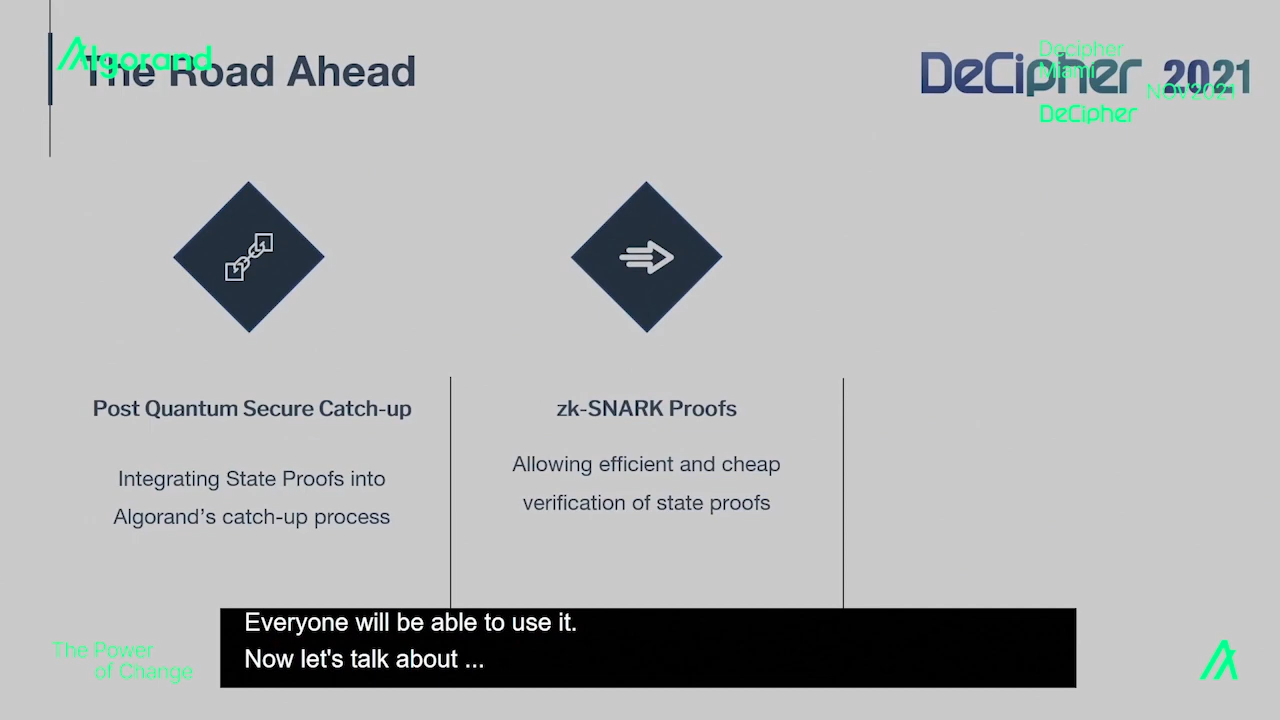 Algorand
The Road Ahead
DeCipher 2021
Decipher
Miami
NOV2021
DeCipher
Post Quantum Secure Catch-up
Integrating State Proofs into
Algorand’s catch-up process
zk-SNARK Proofs
Allowing efficient and cheap
verification of state proofs
Everyone will be able to use it.
Now let's talk about ...
The Power
of Change